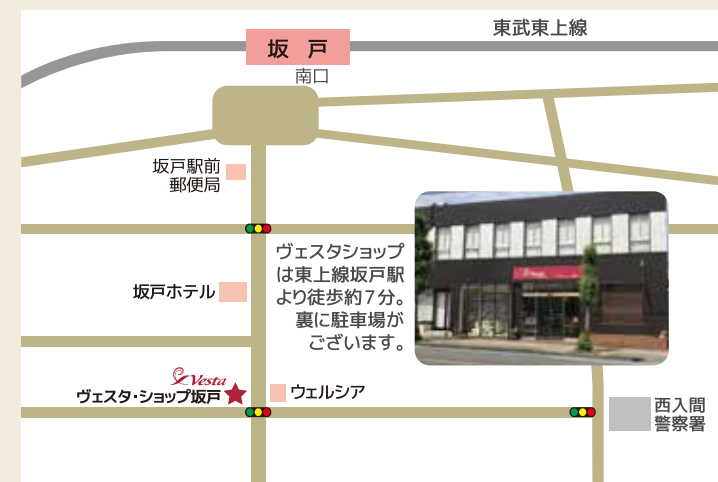 東武東上線
坂 戸
南口
坂戸駅前
郵便局
ヴェスタショップ
は東上線坂戸駅
より徒歩約7分。
裏に駐車場が
ございます。
坂戸ホテル
Vesta
ヴェスタ・ショップ坂戸
ウェルシア
西入間
警察署